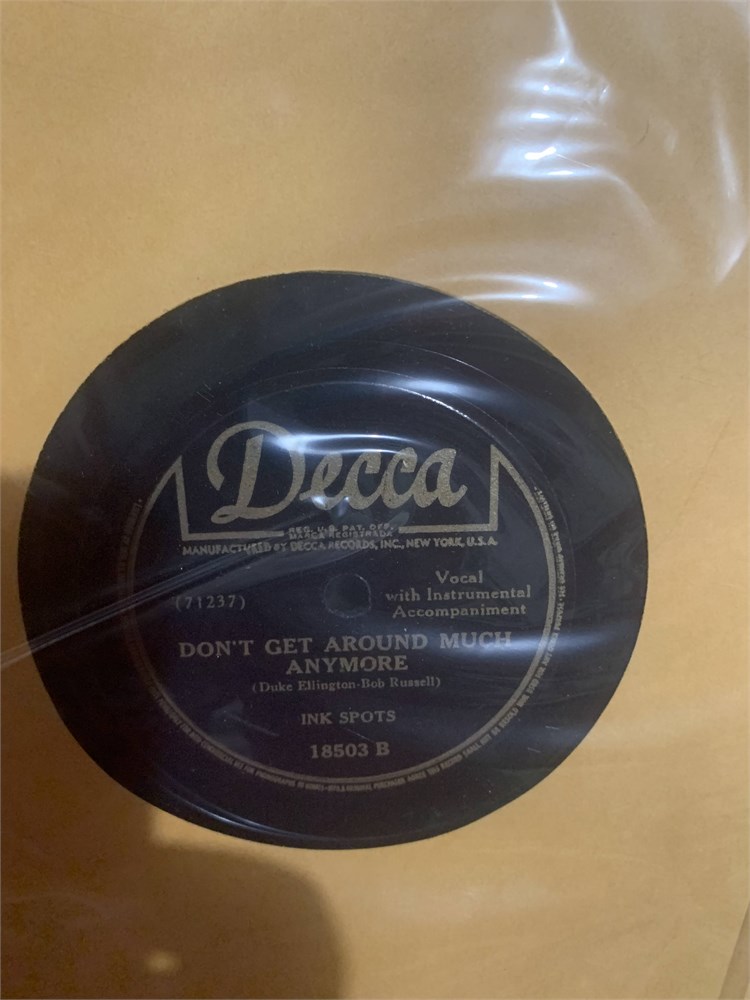 Decca
REG. U.S. PAT. OFF.
MARCA REGISTRADA
MANUFACTURED BY DECCA RECORDS, INC., NEW YORK, U.S.A.
Vocal
with Instrumental
Accompaniment
(71237)
DON'T GET AROUND MUCH
ANYMORE
(Duke Ellington-Bob Russell)
INK SPOTS
18503 B